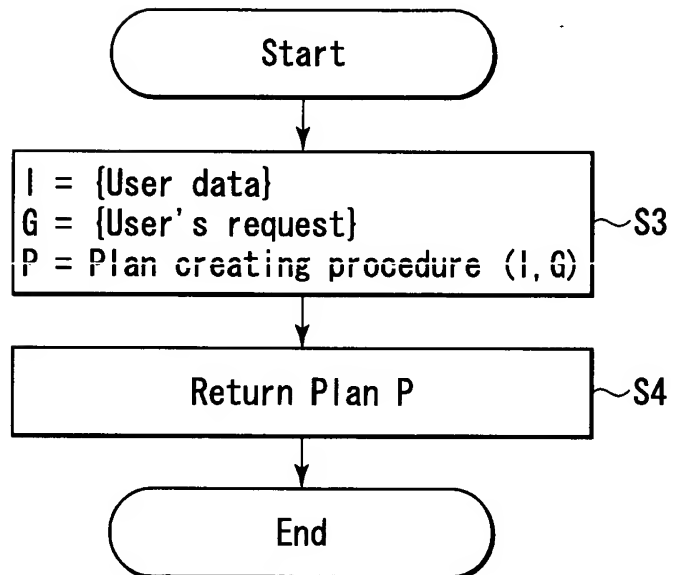 Start
I = {User data}
G = {User's request}
P = Plan creating procedure (I, G)
S3
Return Plan P
S4
End